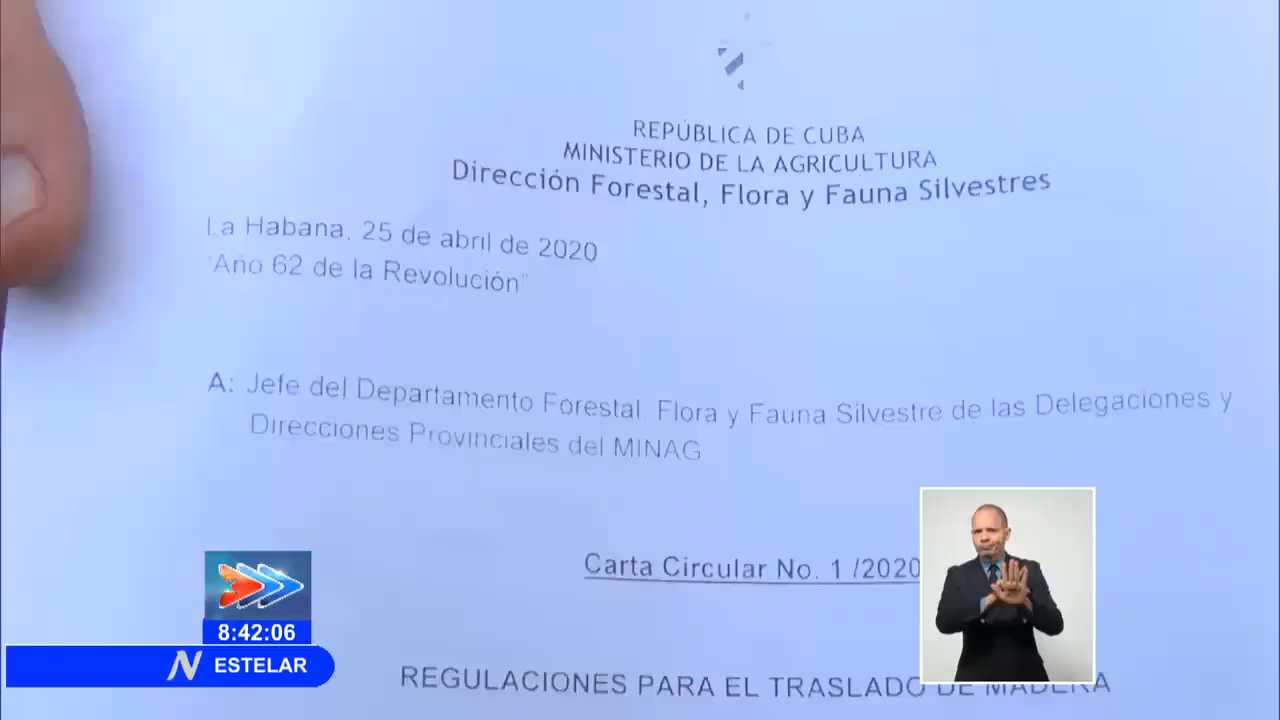 REPÚBLICA DE CUBA
MINISTERIO DE LA AGRICULTURA
Dirección Forestal, Flora y Fauna Silvestres
La Habana, 25 de abril de 2020
"Año 62 de la Revolución"
A: Jefe del Departamento Forestal, Flora y Fauna Silvestre de las Delegaciones y
Direcciones Provinciales del MINAG
Carta Circular No. 1 /2020
REGULACIONES PARA EL TRASLADO DE MADERA
8:42:06
N ESTELAR